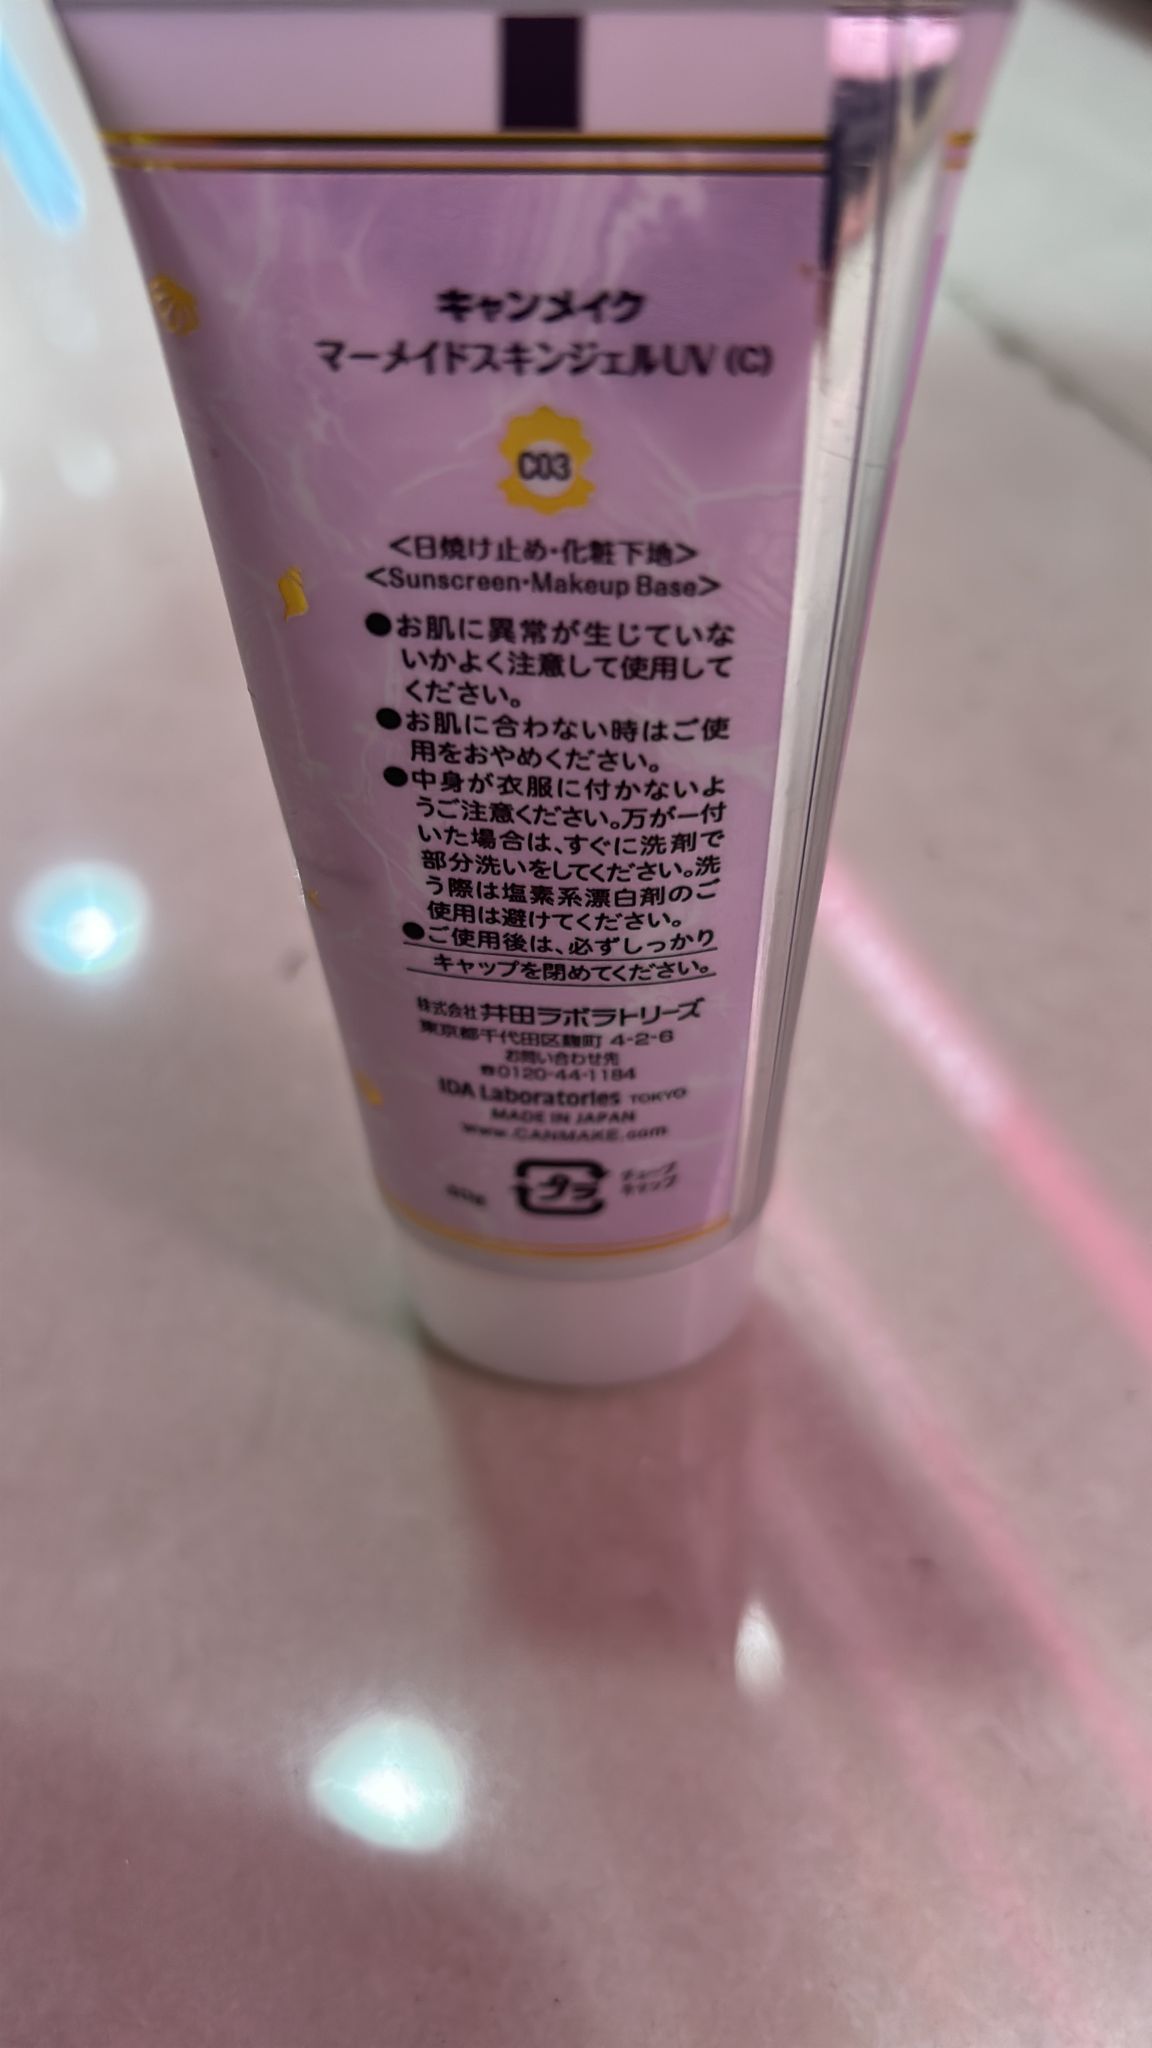 キャンメイク
マーメイドスキンジェルUV (C)
C03
<日焼け止め・化粧下地>
<Sunscreen・Makeup Base>
●お肌に異常が生じていな
いかよく注意して使用して
ください。
●お肌に合わない時はご使
用をおやめください。
●中身が衣服に付かないよ
うご注意ください。万が一付
いた場合は、すぐに洗剤で
部分洗いをしてください。洗
う際は塩素系漂白剤のご
使用は避けてください。
●ご使用後は、必ずしっかり
キャップを閉めてください。
株式会社 井田ラボラトリーズ
東京都千代田区麹町 4-2-6
お問い合わせ先
☎0120-44-1184
IDA Laboratories TOKYO
MADE IN JAPAN
www.CANMAKE.com
プラ
チューブ
キャップ